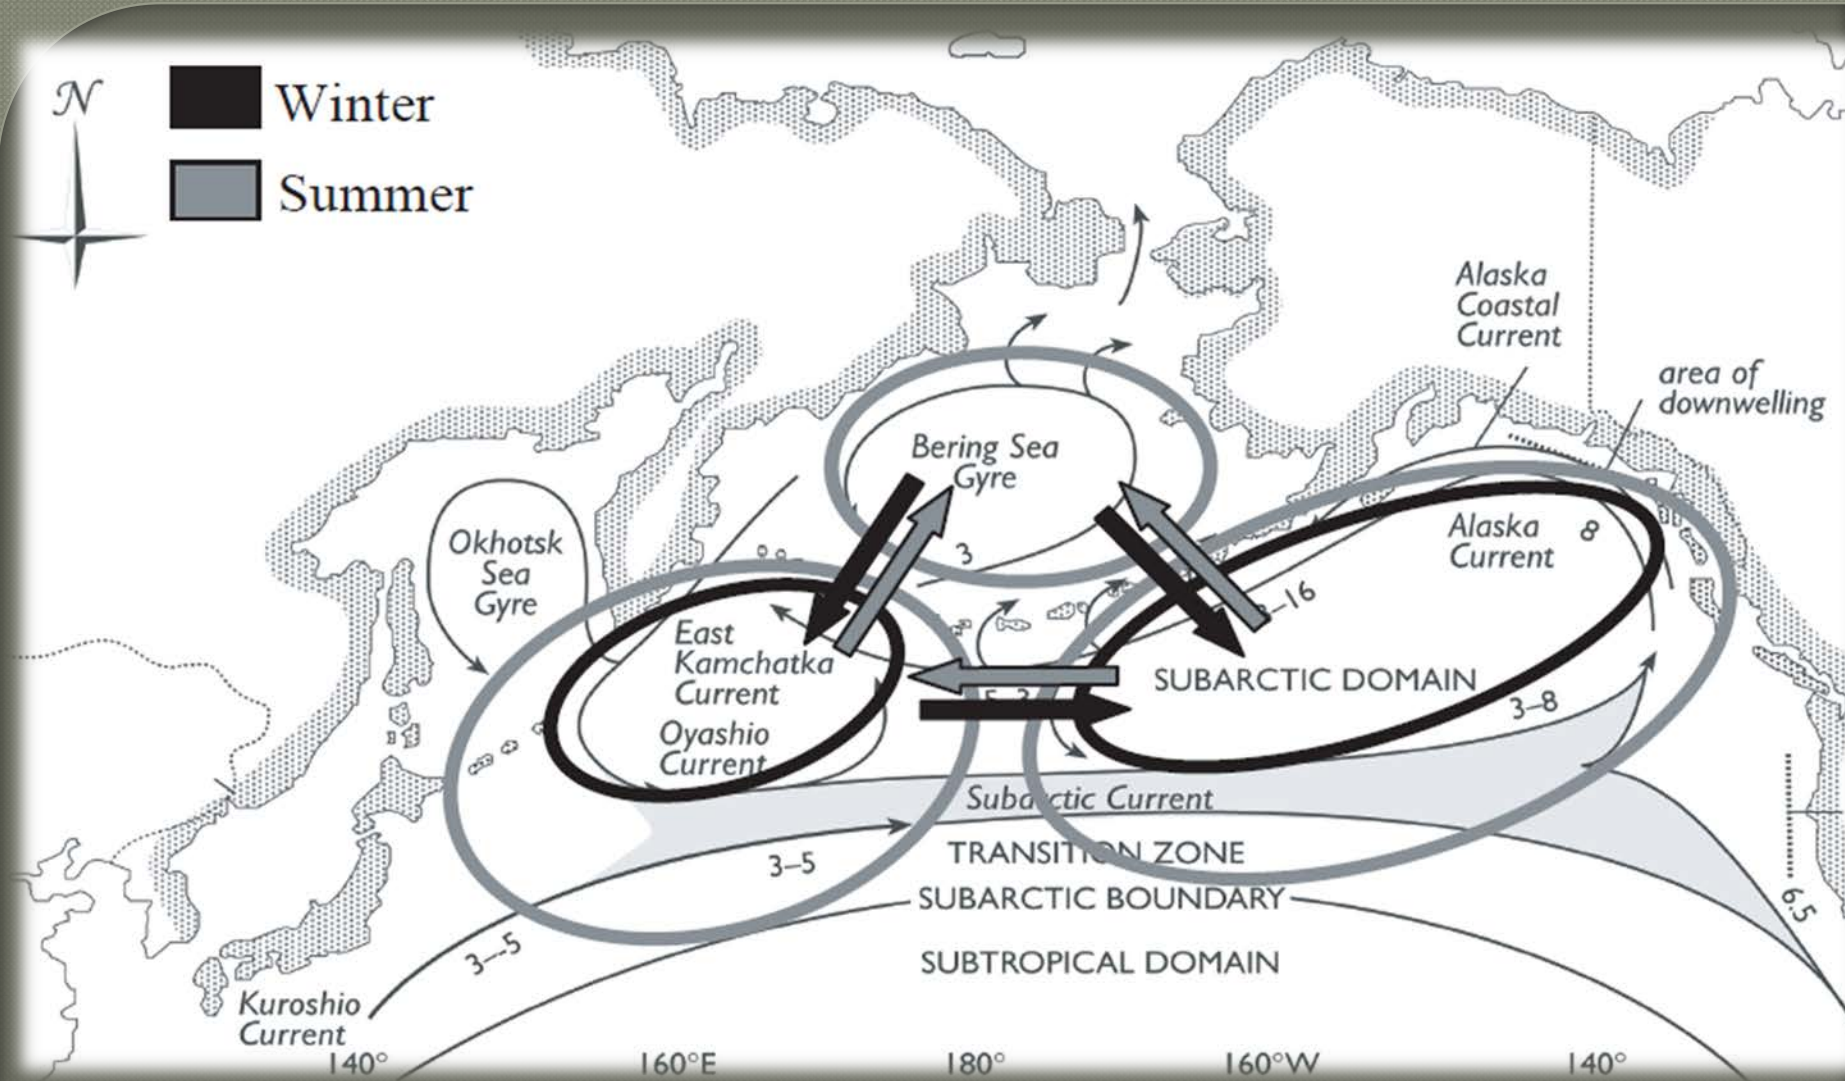 N
Winter
Summer
Alaska
Coastal
Current
area of
downwelling
Bering Sea
Gyre
3
Okhotsk
Sea
Gyre
Alaska
Current
8
–16
East
Kamchatka
Current
SUBARCTIC DOMAIN
3–8
Oyashio
Current
Subarctic Current
TRANSITION ZONE
3–5
SUBARCTIC BOUNDARY
6.5
3–5
SUBTROPICAL DOMAIN
Kuroshio
Current
140°
160°E
180°
160°W
140°